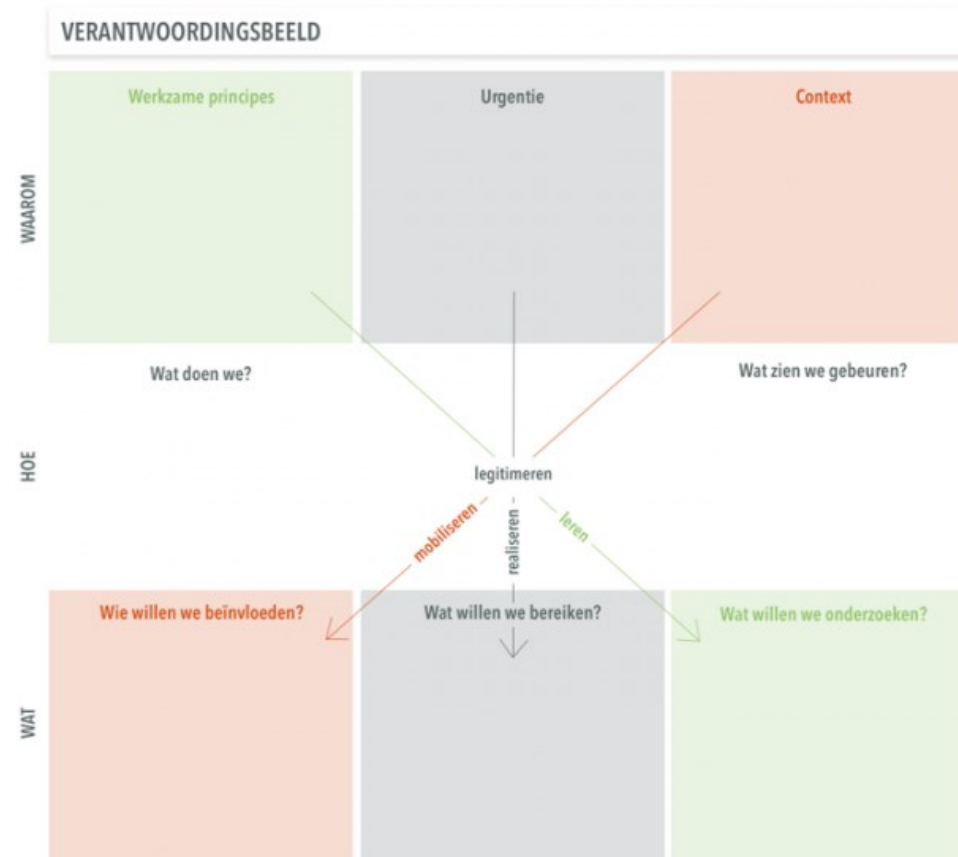 VERANTWOORDINGSBEELD
WAAROM
Werkzame principes
Urgentie
Context
HOE
Wat doen we?
Wat zien we gebeuren?
legitimeren
mobiliseren
realiseren
leren
WAT
Wie willen we beïnvloeden?
Wat willen we bereiken?
Wat willen we onderzoeken?